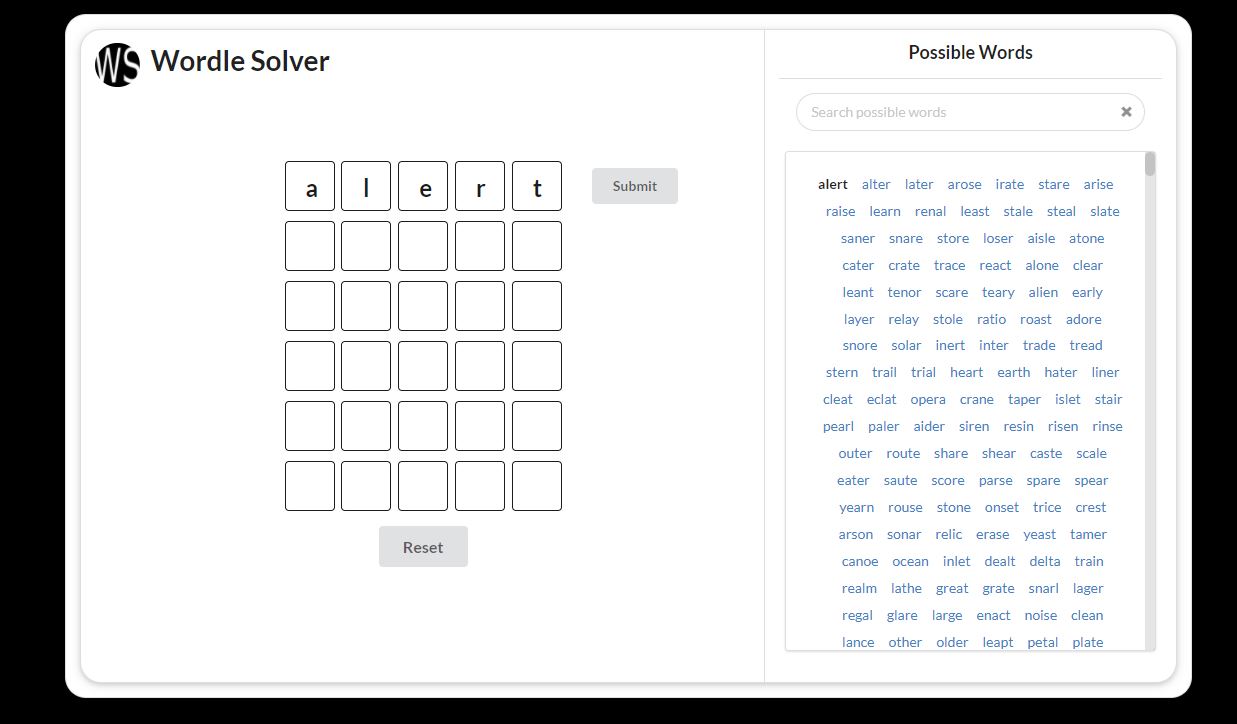 WS Wordle Solver
Possible Words
Search possible words
a l e r t
Submit
alert alter later arose irate stare arise
raise learn renal least stale steal slate
saner snare store loser aisle atone
cater crate trace react alone clear
leant tenor scare teary alien early
layer relay stole ratio roast adore
snore solar inert inter trade tread
stern trail trial heart earth hater liner
cleat eclat opera crane taper islet stair
pearl paler aider siren resin risen rinse
outer route share shear caste scale
eater saute score parse spare spear
yearn rouse stone onset trice crest
arson sonar relic erase yeast tamer
canoe ocean inlet dealt delta train
realm lathe great grate snarl lager
regal glare large enact noise clean
lance other older leapt petal plate
Reset